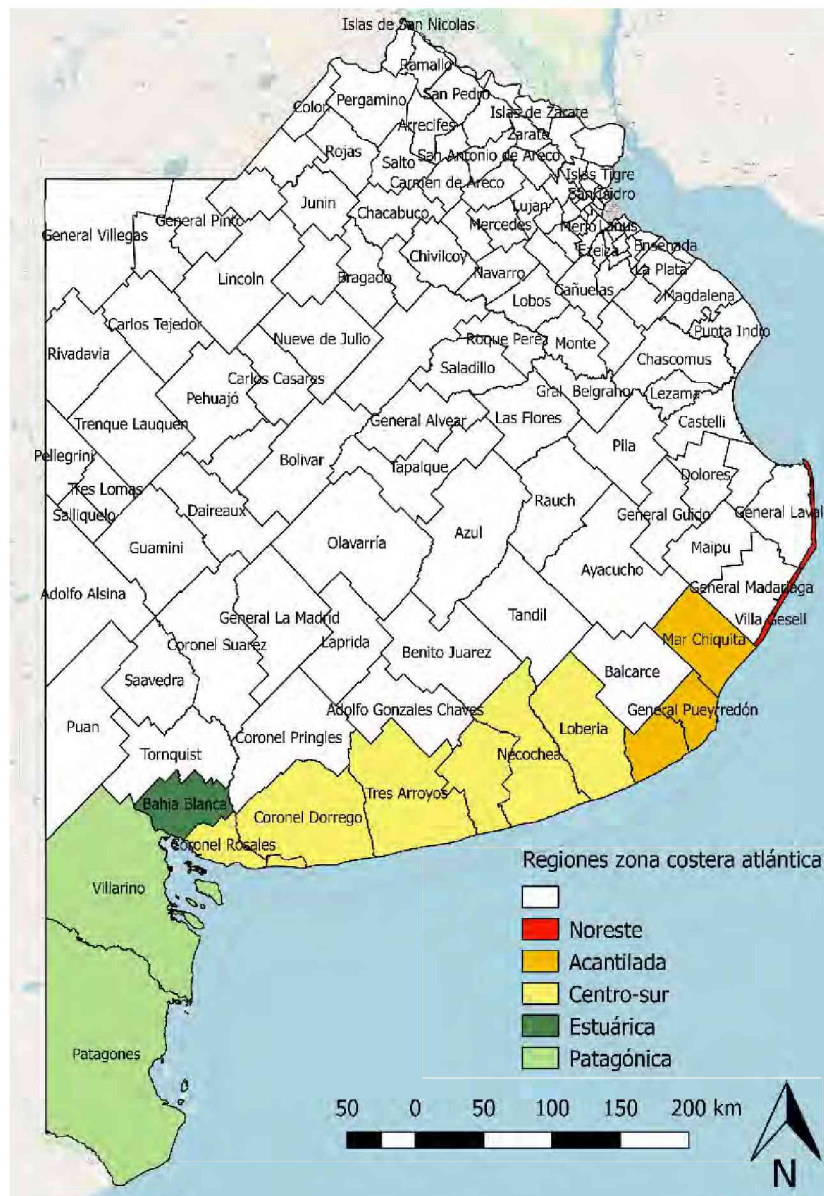 Islas de San Nicolas
Ramallo
San Pedro
Pergamino
Colon
Islas de Zarate
Arrecifes
Zarate
Rojas
Salto
San Antonio de Areco
Islas Tigre
Carmen de Areco
San Isidro
Junin
Lujan
General Pinto
Chacabuco
Mercedes
Merlo
Lanus
General Villegas
Ezeiza
Ensenada
Chivilcoy
La Plata
Lincoln
Bragado
Navarro
Cañuelas
Magdalena
Lobos
Carlos Tejedor
Nueve de Julio
Roque Perez
Monte
Punta Indio
Rivadavia
Chascomus
Saladillo
Carlos Casares
Pehuajó
Gral. Belgrano
Lezama
General Alvear
Las Flores
Castelli
Trenque Lauquen
Pila
Pellegrini
Bolivar
Tapalque
Dolores
Tres Lomas
Rauch
Salliquelo
Daireaux
General Guido
General Laval
Azul
Guamini
Olavarría
Maipu
Ayacucho
General Madariaga
Adolfo Alsina
General La Madrid
Tandil
Villa Gesell
Coronel Suarez
Laprida
Mar Chiquita
Benito Juarez
Balcarce
Saavedra
Adolfo Gonzales Chaves
General Pueyrredón
Puan
Coronel Pringles
Loberia
Tornquist
Necochea
Bahia Blanca
Tres Arroyos
Coronel Dorrego
Coronel Rosales
Villarino
Patagones
Regiones zona costera atlántica
Noreste
Acantilada
Centro-sur
Estuárica
Patagónica
50 0 50 100 150 200 km
N